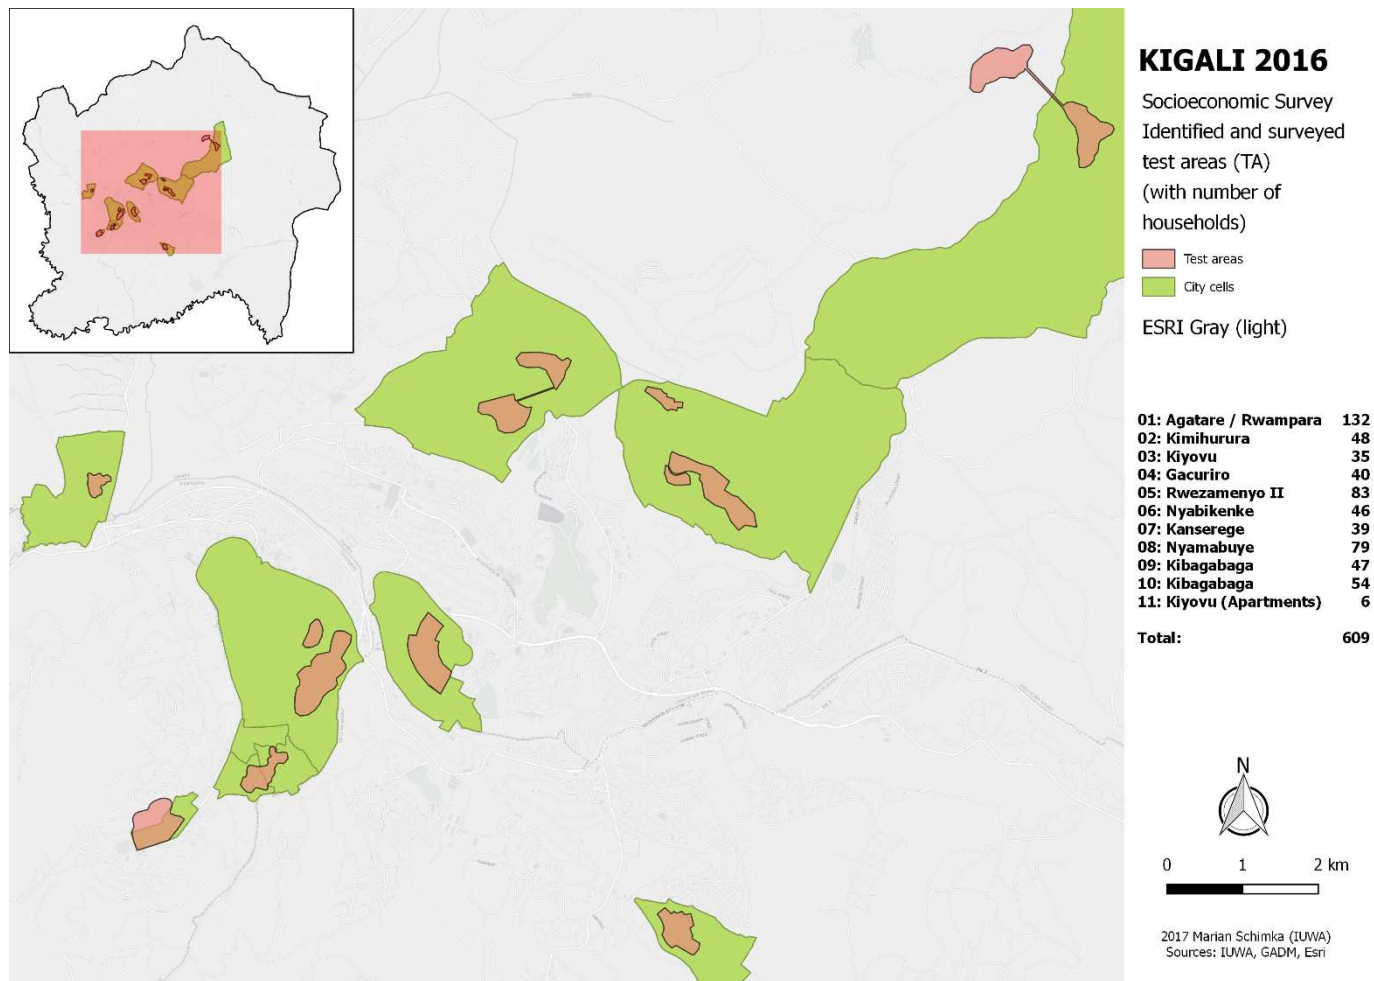 KIGALI 2016
Socioeconomic Survey
Identified and surveyed
test areas (TA)
(with number of
households)
Test areas
City cells
ESRI Gray (light)
01: Agatare / Rwampara 132
02: Kimihurura 48
03: Kiyovu 35
04: Gacuriro 40
05: Rwezamenyo II 83
06: Nyabikenke 46
07: Kanserege 39
08: Nyamabuye 79
09: Kibagabaga 47
10: Kibagabaga 54
11: Kiyovu (Apartments) 6
Total: 609
N
0 1 2 km
2017 Marian Schimka (IUWA)
Sources: IUWA, GADM, Esri